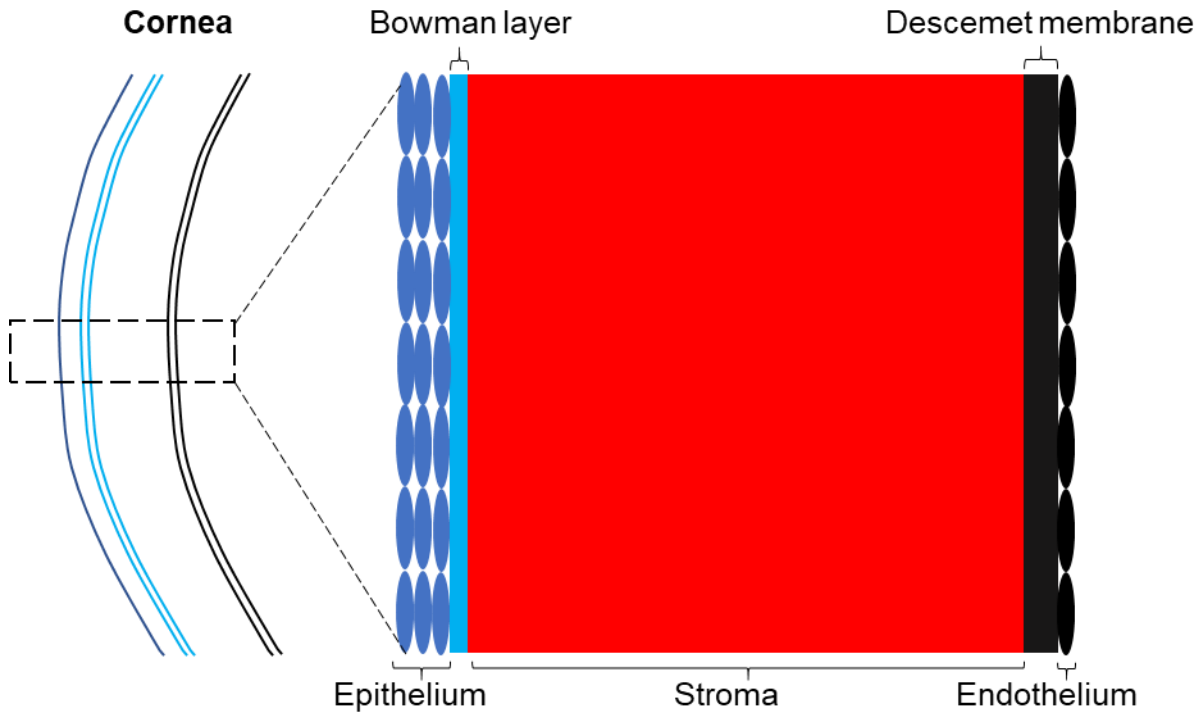 Cornea
Bowman layer
Descemet membrane
Epithelium
Stroma
Endothelium